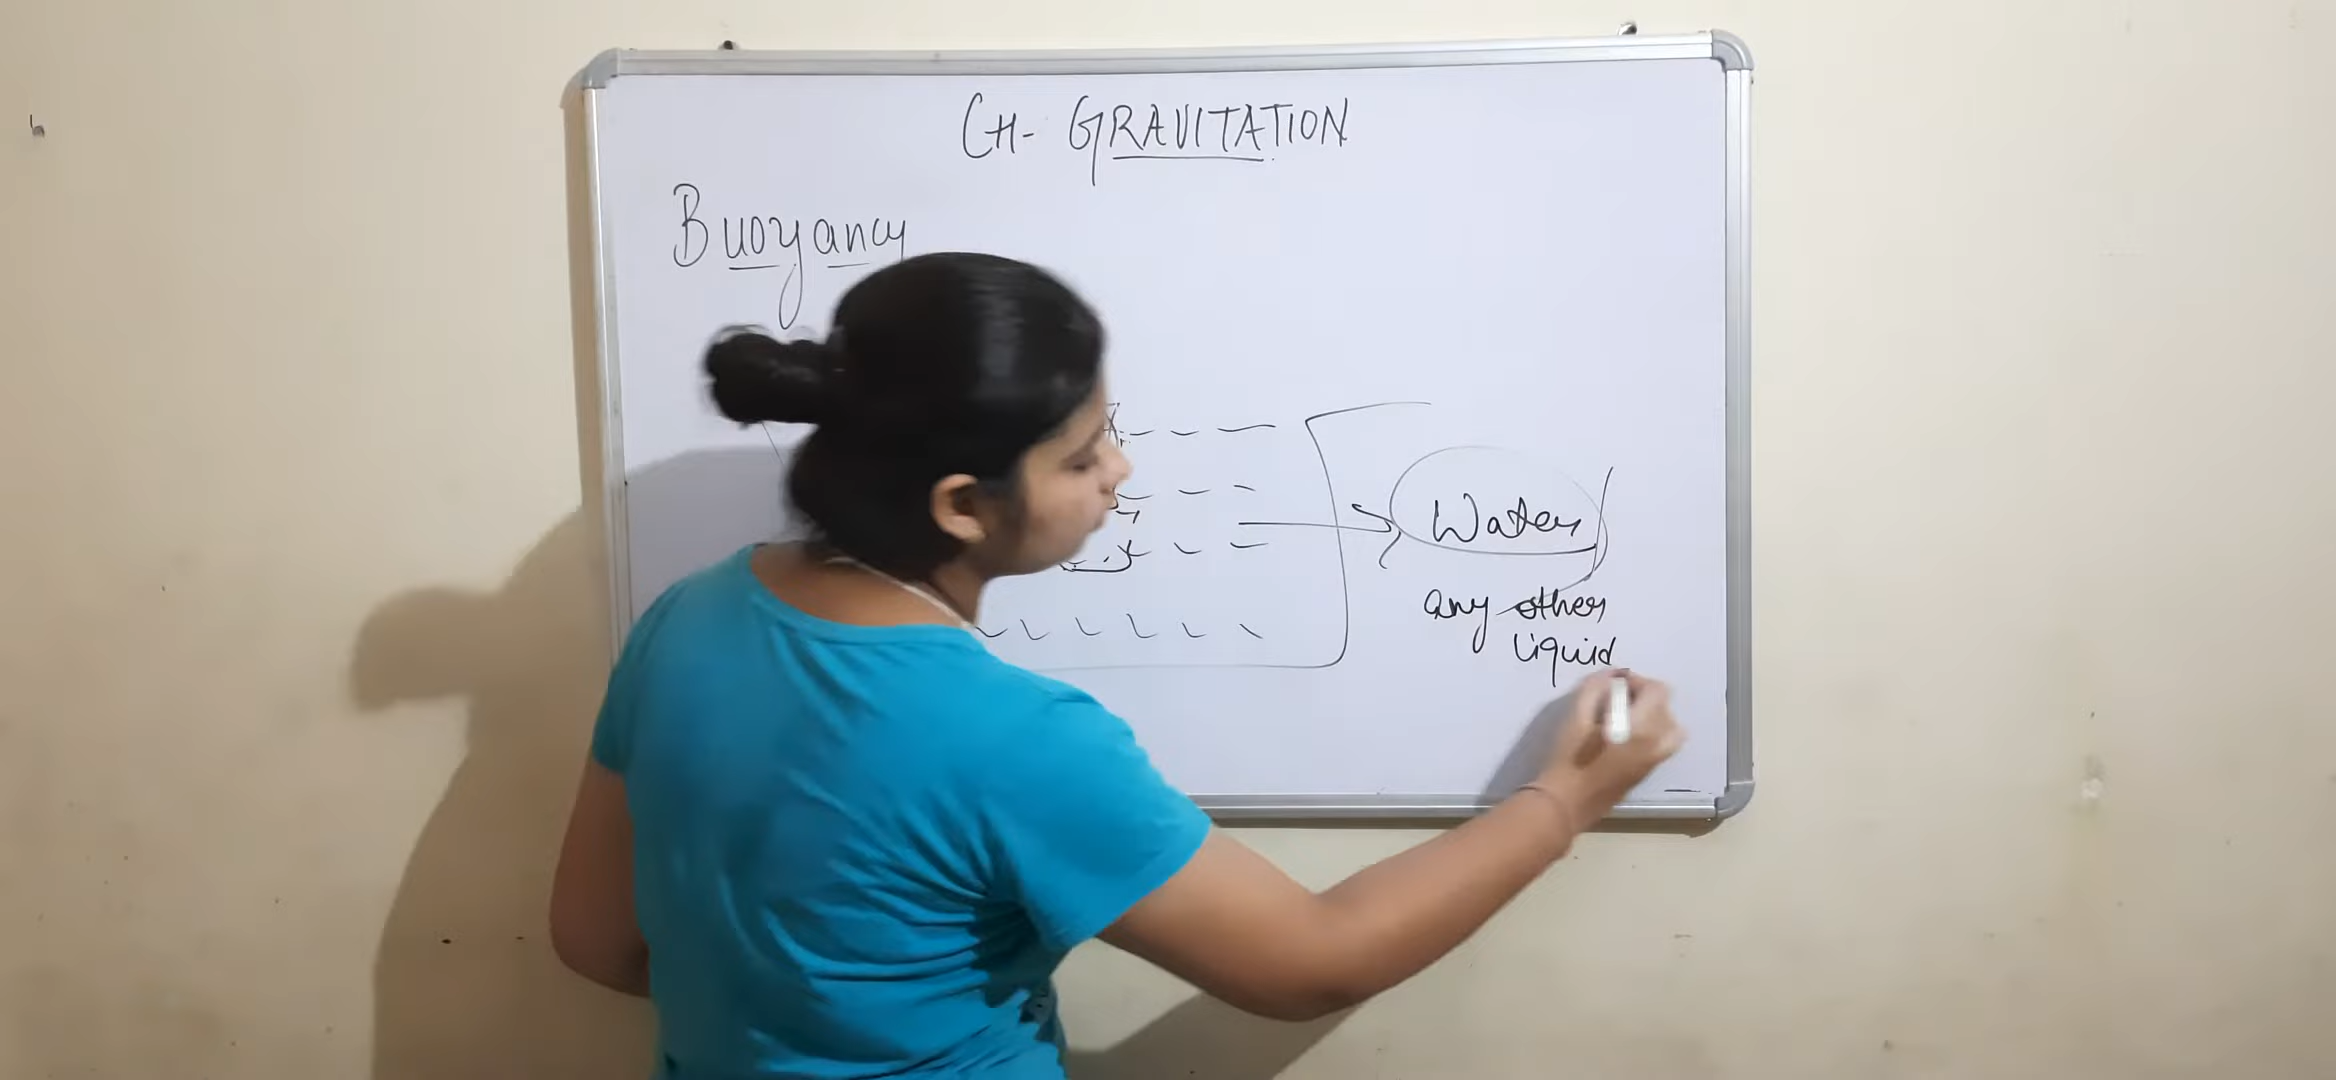 CH- GRAVITATION
Buoyancy
Water
any other
liquid